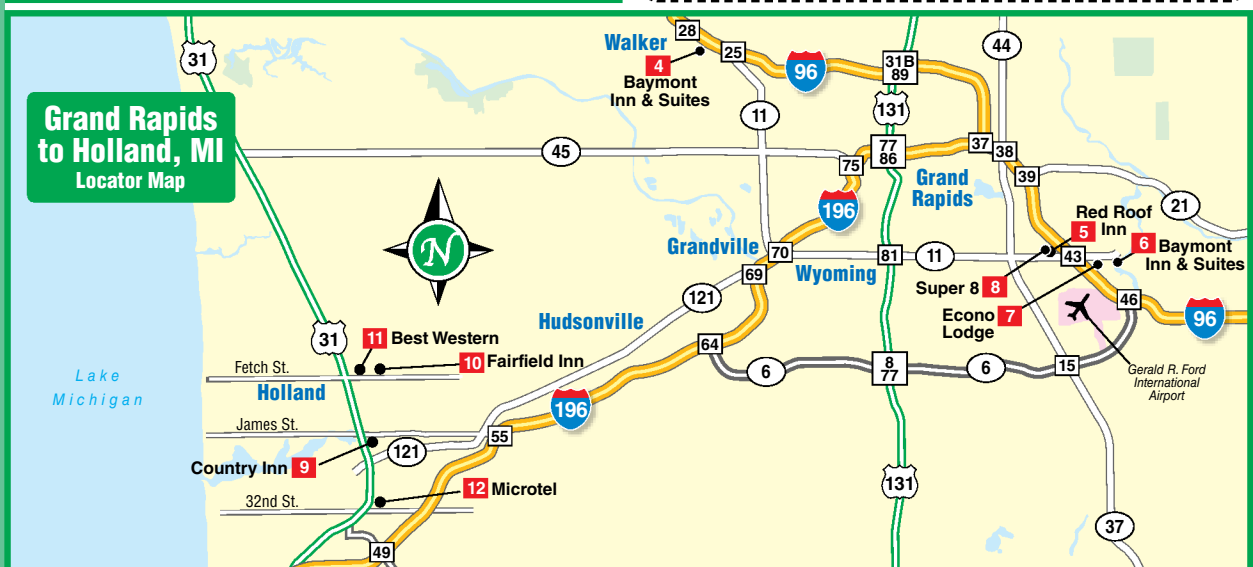 Grand Rapids
to Holland, MI
Locator Map
31
28
Walker
4
Baymont
Inn & Suites
25
96
31B
89
44
131
11
45
77
86
37
38
75
39
196
Grand
Rapids
21
Red Roof
Inn
5
6
Baymont
Inn & Suites
N
Grandville
70
Wyoming
81
11
43
69
Super 8
8
121
46
Econo
Lodge
7
96
Hudsonville
31
11
Best Western
64
10
Fairfield Inn
Fetch St.
6
8
77
6
15
Gerald R. Ford
International
Airport
Lake
Michigan
Holland
196
James St.
55
121
Country Inn
9
131
12
Microtel
32nd St.
37
49